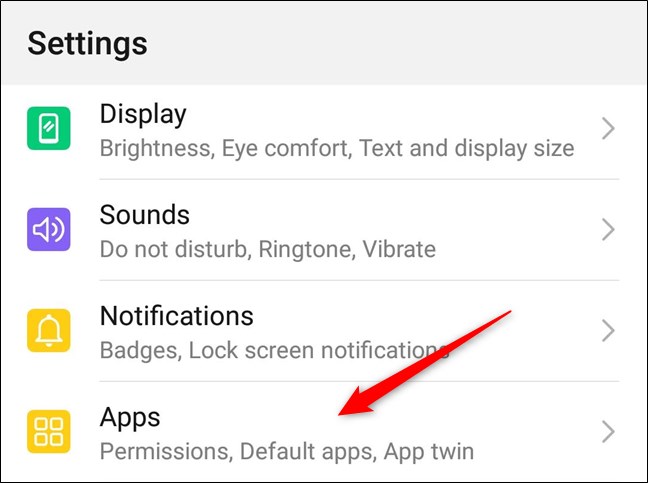 Settings
Display
Brightness, Eye comfort, Text and display size
Sounds
Do not disturb, Ringtone, Vibrate
Notifications
Badges, Lock screen notifications
Apps
Permissions, Default apps, App twin